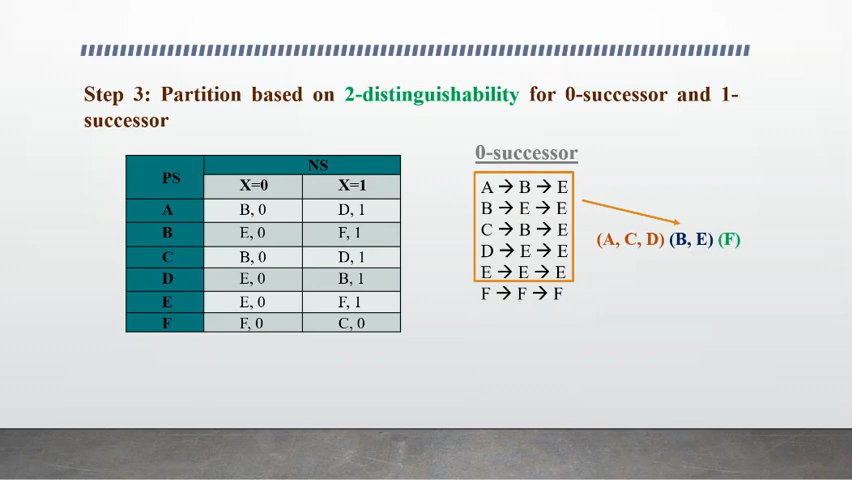 Step 3: Partition based on 2-distinguishability for 0-successor and 1-
successor
PS NS
X=0 X=1
A B, 0 D, 1
B E, 0 F, 1
C B, 0 D, 1
D E, 0 B, 1
E E, 0 F, 1
F F, 0 C, 0
0-successor
A → B → E
B → E → E
C → B → E
D → E → E
E → E → E
F → F → F
(A, C, D) (B, E) (F)